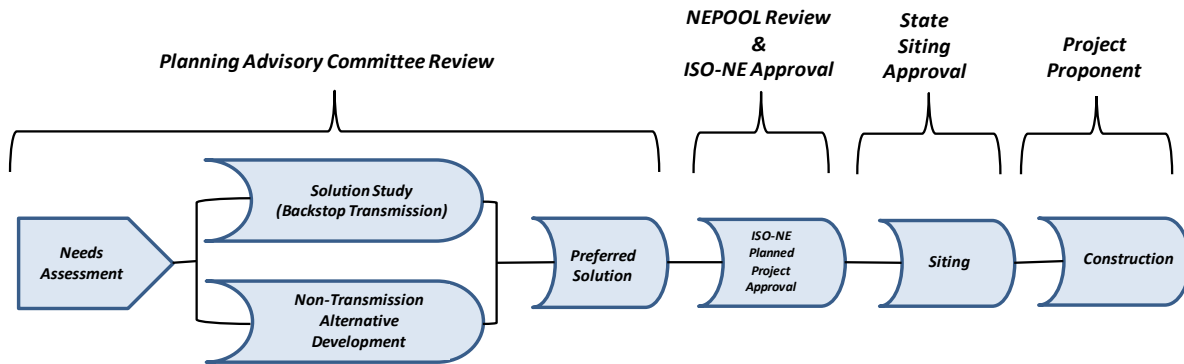 Planning Advisory Committee Review
NEPOOL Review
&
ISO-NE Approval
State
Siting
Approval
Project
Proponent
Needs
Assessment
Solution Study
(Backstop Transmission)
Non-Transmission
Alternative
Development
Preferred
Solution
ISO-NE
Planned
Project
Approval
Siting
Construction